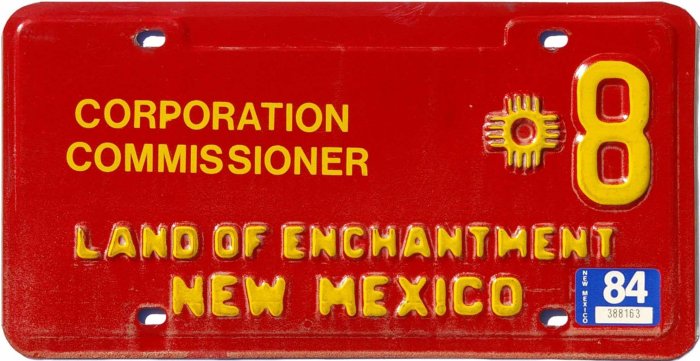 CORPORATION
COMMISSIONER
8
LAND OF ENCHANTMENT
NEW MEXICO
NEW MEXICO
84
388163